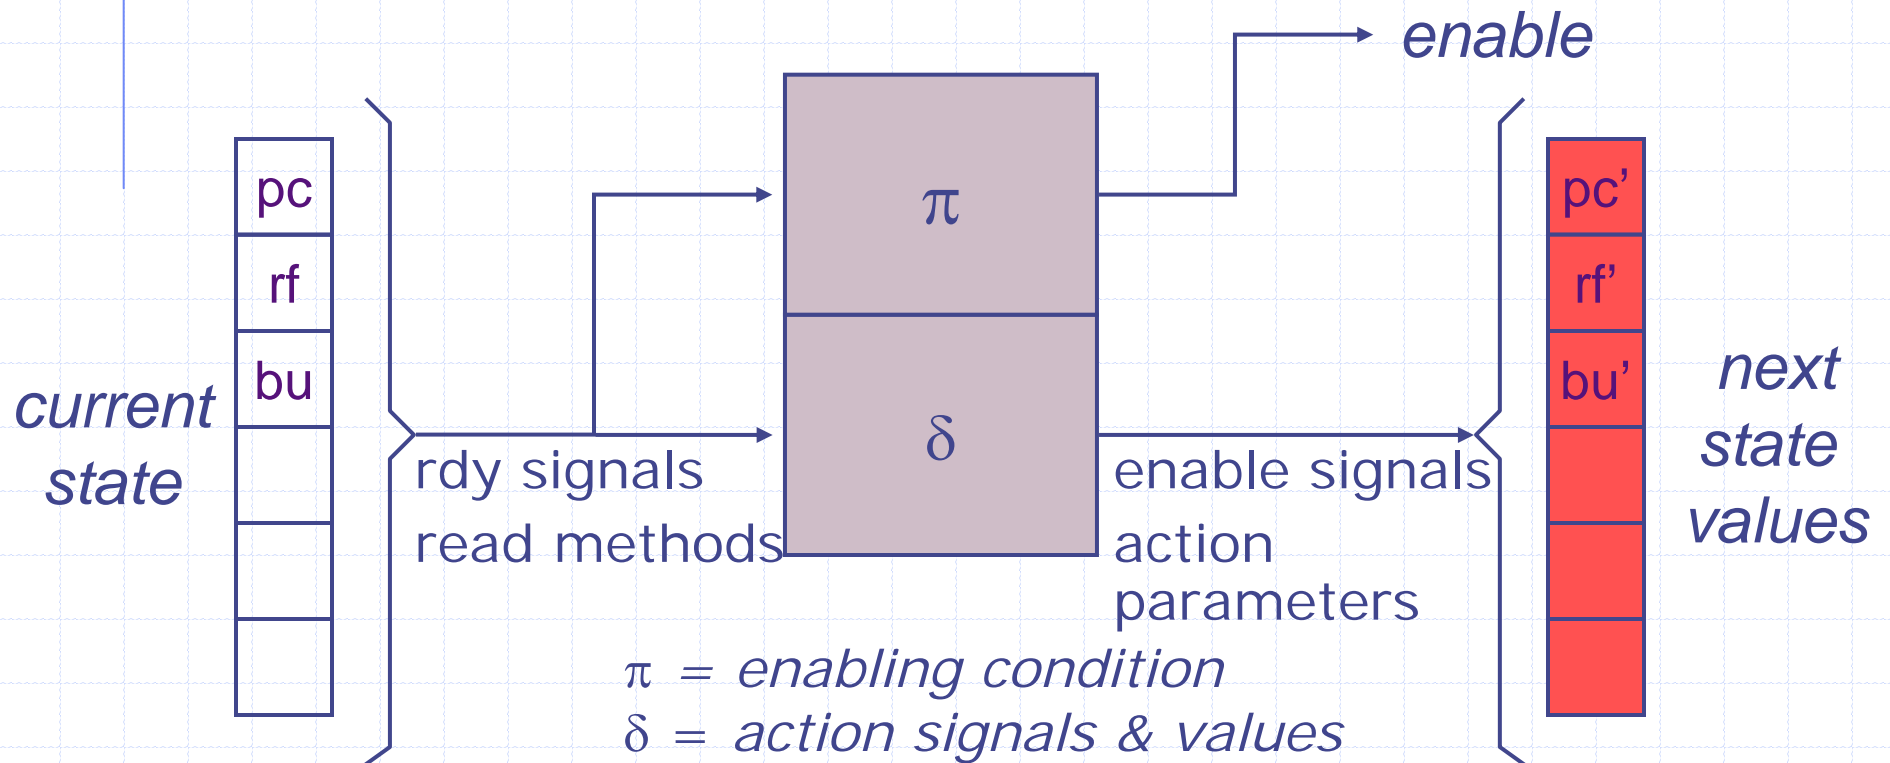 enable
pc
rf
bu
current
state
rdy signals
read methods
π
δ
enable signals
action
parameters
pc’
rf’
bu’
next
state
values
π = enabling condition
δ = action signals & values